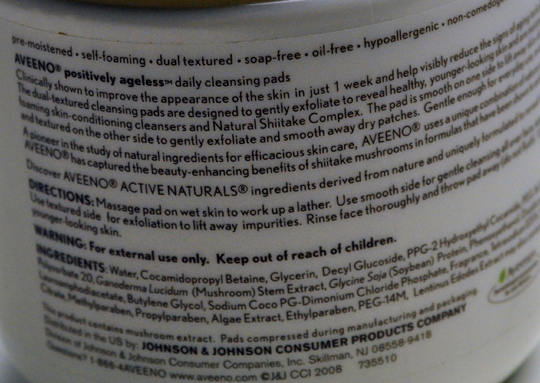 pre-moistened • self-foaming • dual textured • soap-free • oil-free • hypoallergenic • non-comedog
AVEENO® positively ageless™ daily cleansing pads
Clinically shown to improve the appearance of the skin in just 1 week and help visibly reduce the signs of aging
The dual-textured cleansing pads are designed to gently exfoliate to reveal healthy, younger-looking skin and are
foaming skin-conditioning cleansers and Natural Shiitake Complex. The pad is smooth on one side to lift away
and textured on the other side to gently exfoliate and smooth away dry patches. Gentle enough for
A pioneer in the study of natural ingredients for efficacious skin care, AVEENO® uses a unique combination
AVEENO® has captured the beauty-enhancing benefits of shiitake mushrooms in formulas that have been
Discover AVEENO® ACTIVE NATURALS® ingredients derived from nature and uniquely formulated
DIRECTIONS: Massage pad on wet skin to work up a lather. Use smooth side for gentle cleansing all over
Use textured side for exfoliation to lift away impurities. Rinse face thoroughly and throw pad away
younger-looking skin.
WARNING: For external use only. Keep out of reach of children.
INGREDIENTS: Water, Cocamidopropyl Betaine, Glycerin, Decyl Glucoside, PPG-2 Hydroxyethyl Cocamide,
Polysorbate 20, Ganoderma Lucidum (Mushroom) Stem Extract, Glycine Soja (Soybean) Protein,
Lauroamphodiacetate, Butylene Glycol, Sodium Coco PG-Dimonium Chloride Phosphate, Fragrance,
Citrate, Methylparaben, Propylparaben, Algae Extract, Ethylparaben, PEG-14M, Lentinus Edodes Extract
This product contains mushroom extract. Pads compressed during manufacturing and packaging
Distributed in the US by: JOHNSON & JOHNSON CONSUMER PRODUCTS COMPANY
Division of Johnson & Johnson Consumer Companies, Inc. Skillman, NJ 08558-9418
Questions? 1-866-4AVEENO www.aveeno.com ©J&J CCI 2008 735510